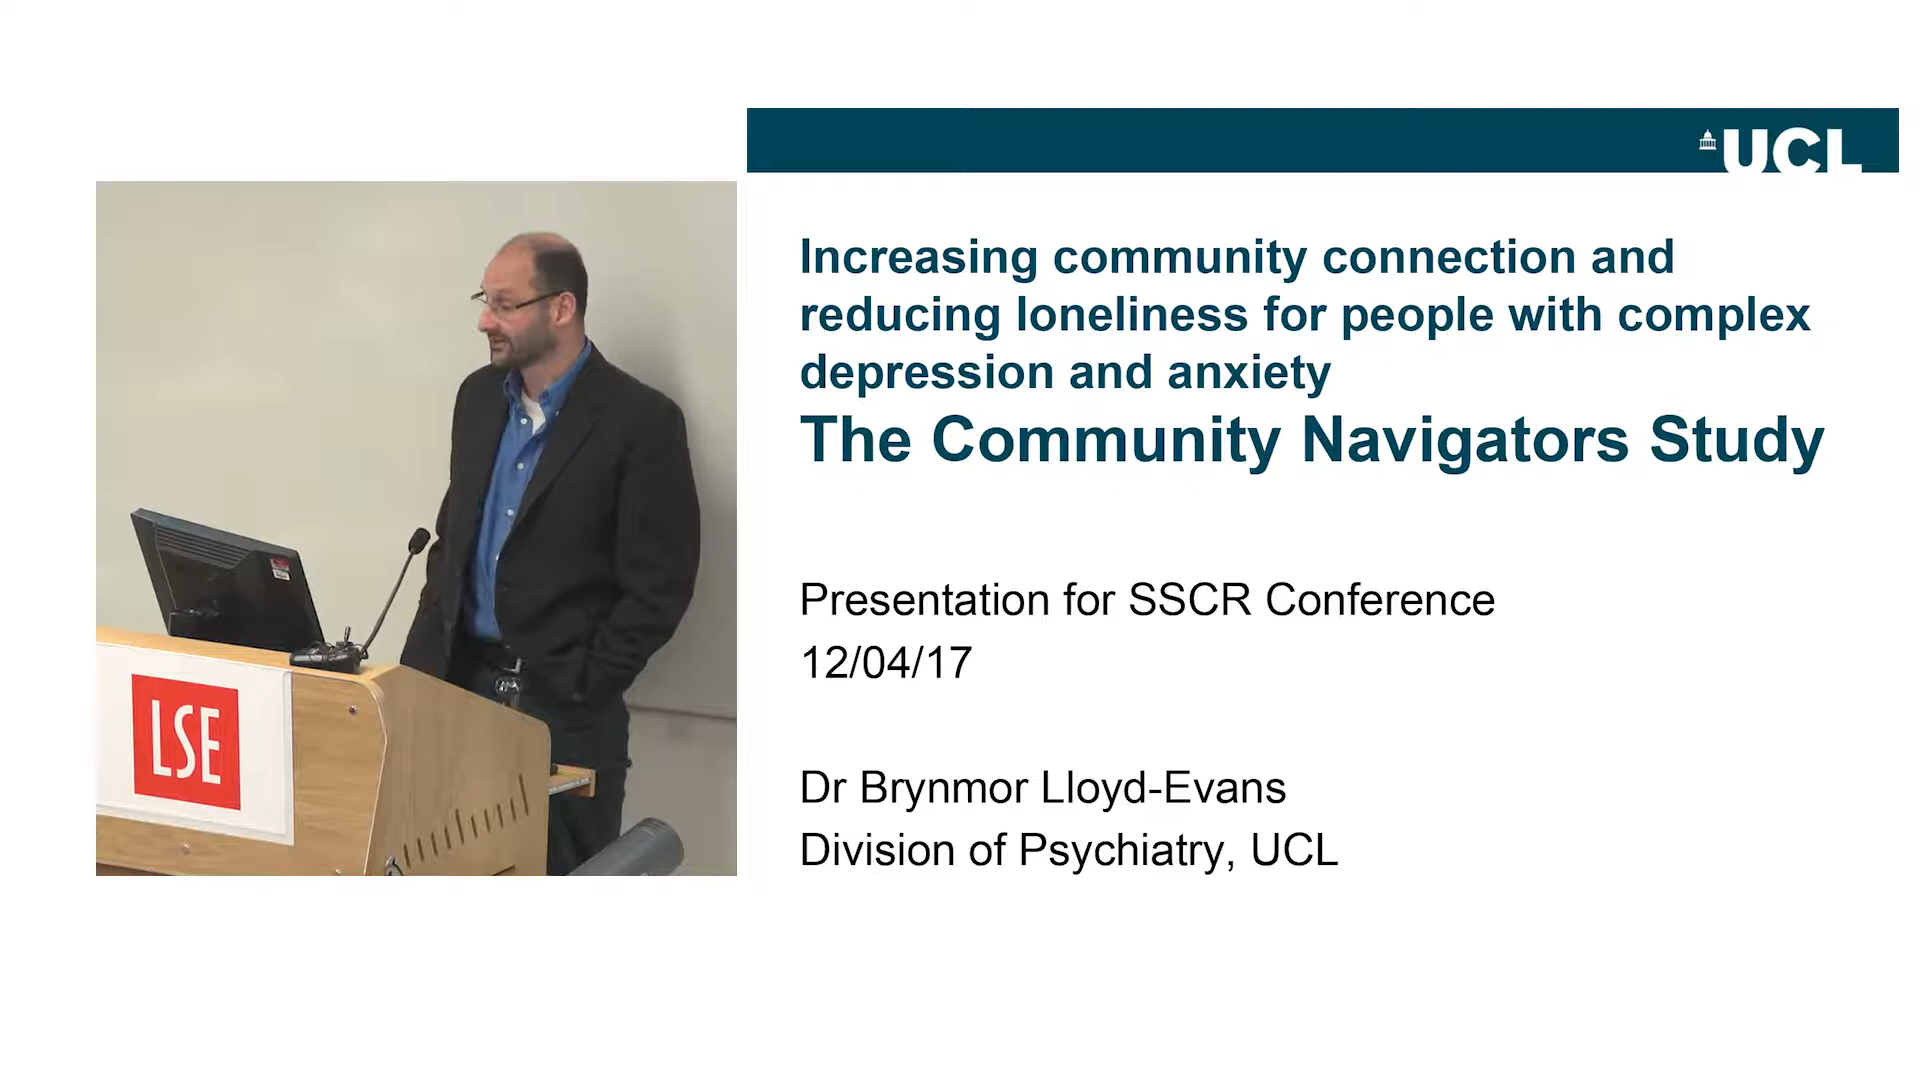 UCL
Increasing community connection and
reducing loneliness for people with complex
depression and anxiety
The Community Navigators Study
Presentation for SSCR Conference
12/04/17
Dr Brynmor Lloyd-Evans
Division of Psychiatry, UCL
LSE